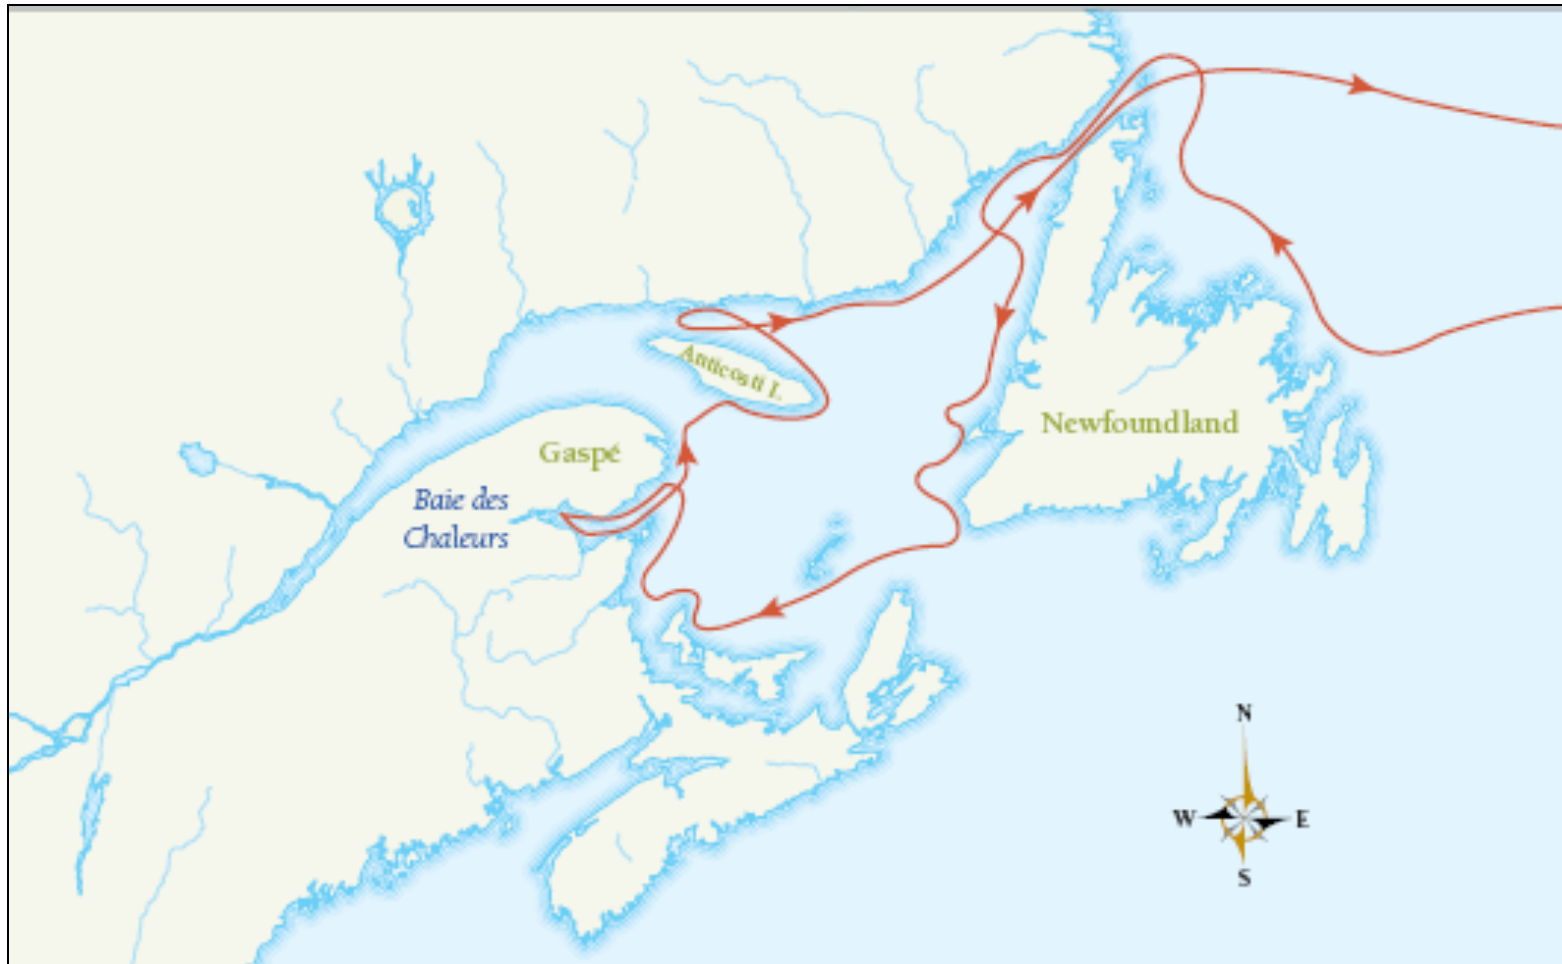 Anticosti I.
Newfoundland
Gaspé
Baie des
Chaleurs
N
W E
S